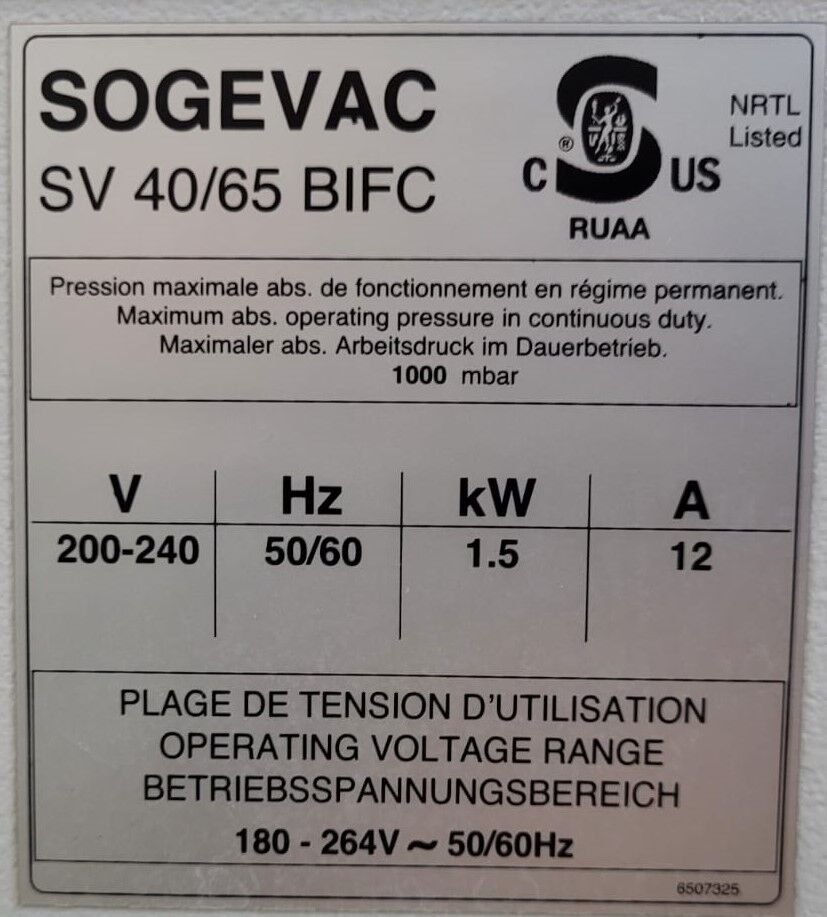 SOGEVAC
SV 40/65 BIFC
® C US
RUAA
NRTL
Listed
Pression maximale abs. de fonctionnement en régime permanent.
Maximum abs. operating pressure in continuous duty.
Maximaler abs. Arbeitsdruck im Dauerbetrieb.
1000 mbar
V Hz kW A
200-240 50/60 1.5 12
PLAGE DE TENSION D'UTILISATION
OPERATING VOLTAGE RANGE
BETRIEBSSPANNUNGSBEREICH
180 - 264V ~ 50/60Hz
6507325